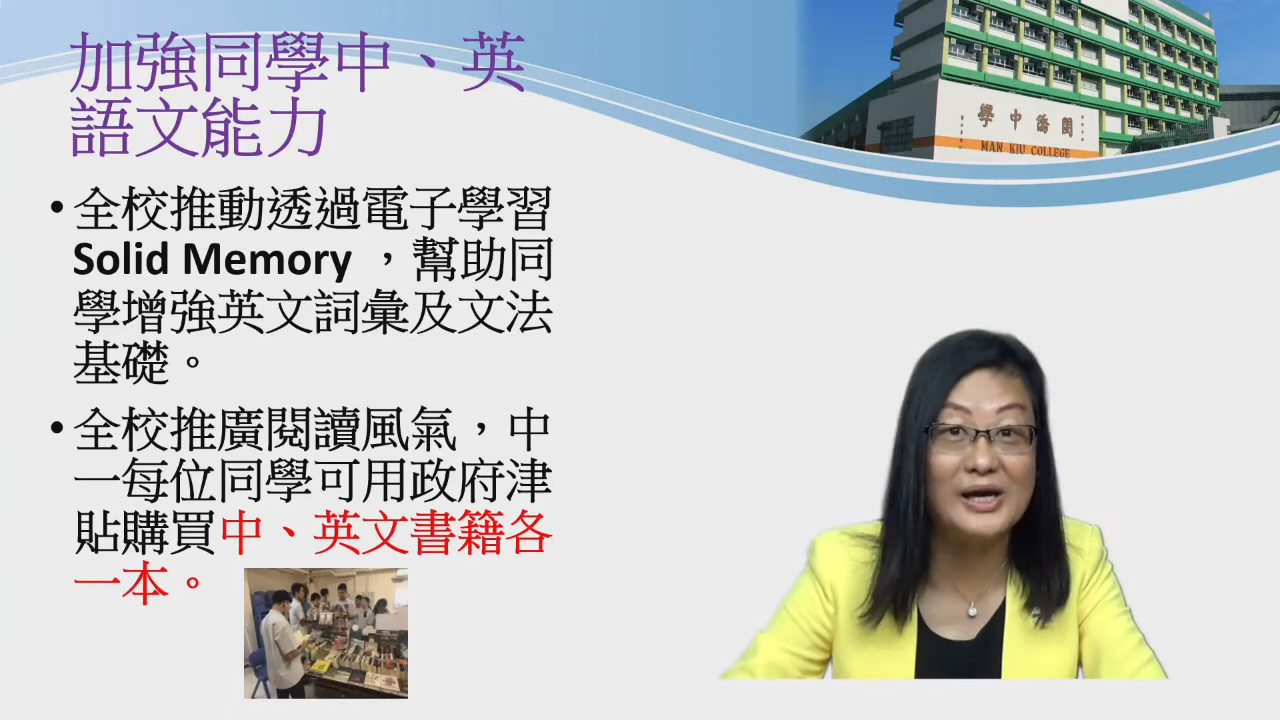 加強同學中、英
語文能力
學中僑閩
MAN KIU COLLEGE
•全校推動透過電子學習
Solid Memory ，幫助同
學增強英文詞彙及文法
基礎。
•全校推廣閱讀風氣，中
一每位同學可用政府津
貼購買中、英文書籍各
一本。